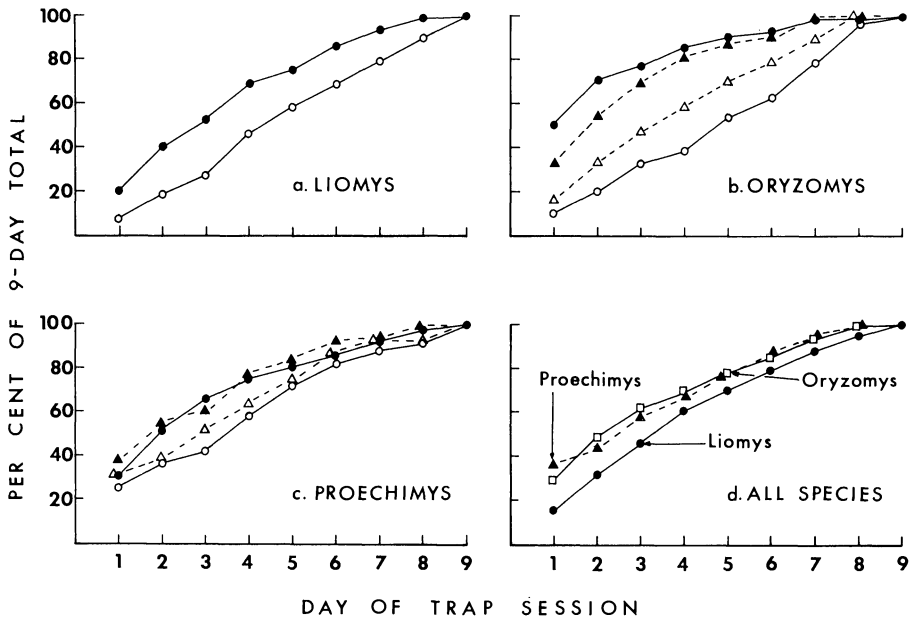 PER CENT OF 9-DAY TOTAL
100
80
60
40
20
a. LIOMYS
b. ORYZOMYS
100
80
60
40
20
c. PROECHIMYS
Proechimys
Oryzomys
Liomys
d. ALL SPECIES
1 2 3 4 5 6 7 8 9
1 2 3 4 5 6 7 8 9
DAY OF TRAP SESSION